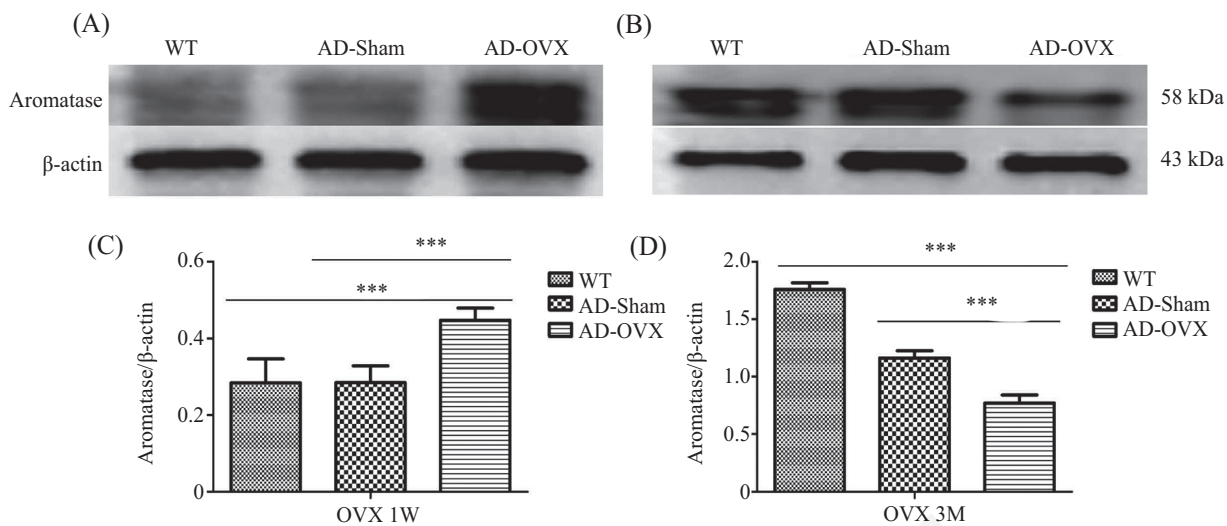 (A)
WT AD-Sham AD-OVX
Aromatase
β-actin
(B)
WT AD-Sham AD-OVX
58 kDa
43 kDa
(C)
***
***
0.6
0.4
0.2
0
Aromatase/β-actin
OVX 1W
WT
AD-Sham
AD-OVX
(D)
***
***
2.0
1.5
1.0
0.5
0
Aromatase/β-actin
OVX 3M
WT
AD-Sham
AD-OVX